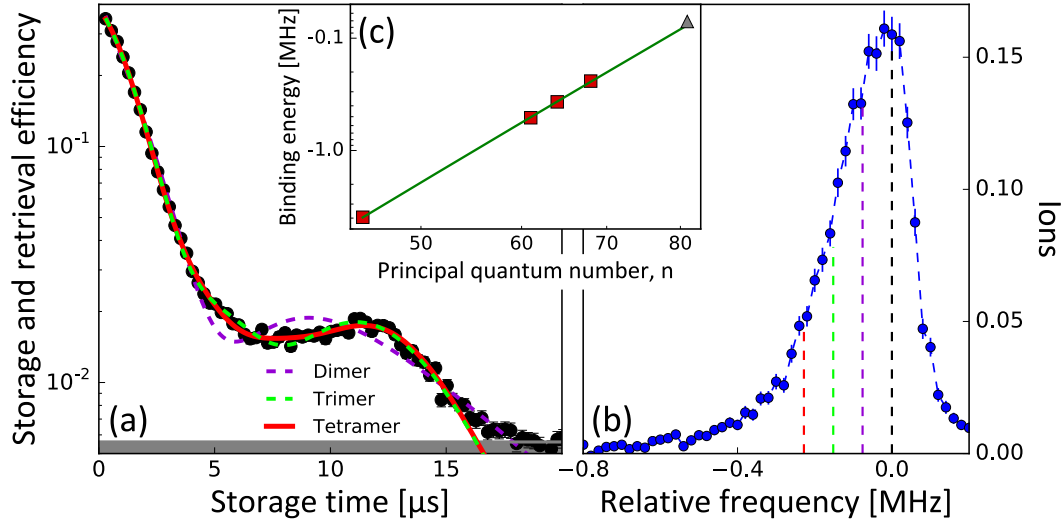 Storage and retrieval efficiency
10⁻¹
10⁻²
(a)
Dimer
Trimer
Tetramer
0
5
10
15
Storage time [μs]
(c)
Binding energy [MHz]
-0.1
-1.0
50
60
70
80
Principal quantum number, n
(b)
Ions
0.15
0.10
0.05
0.00
−0.8
−0.4
0.0
Relative frequency [MHz]